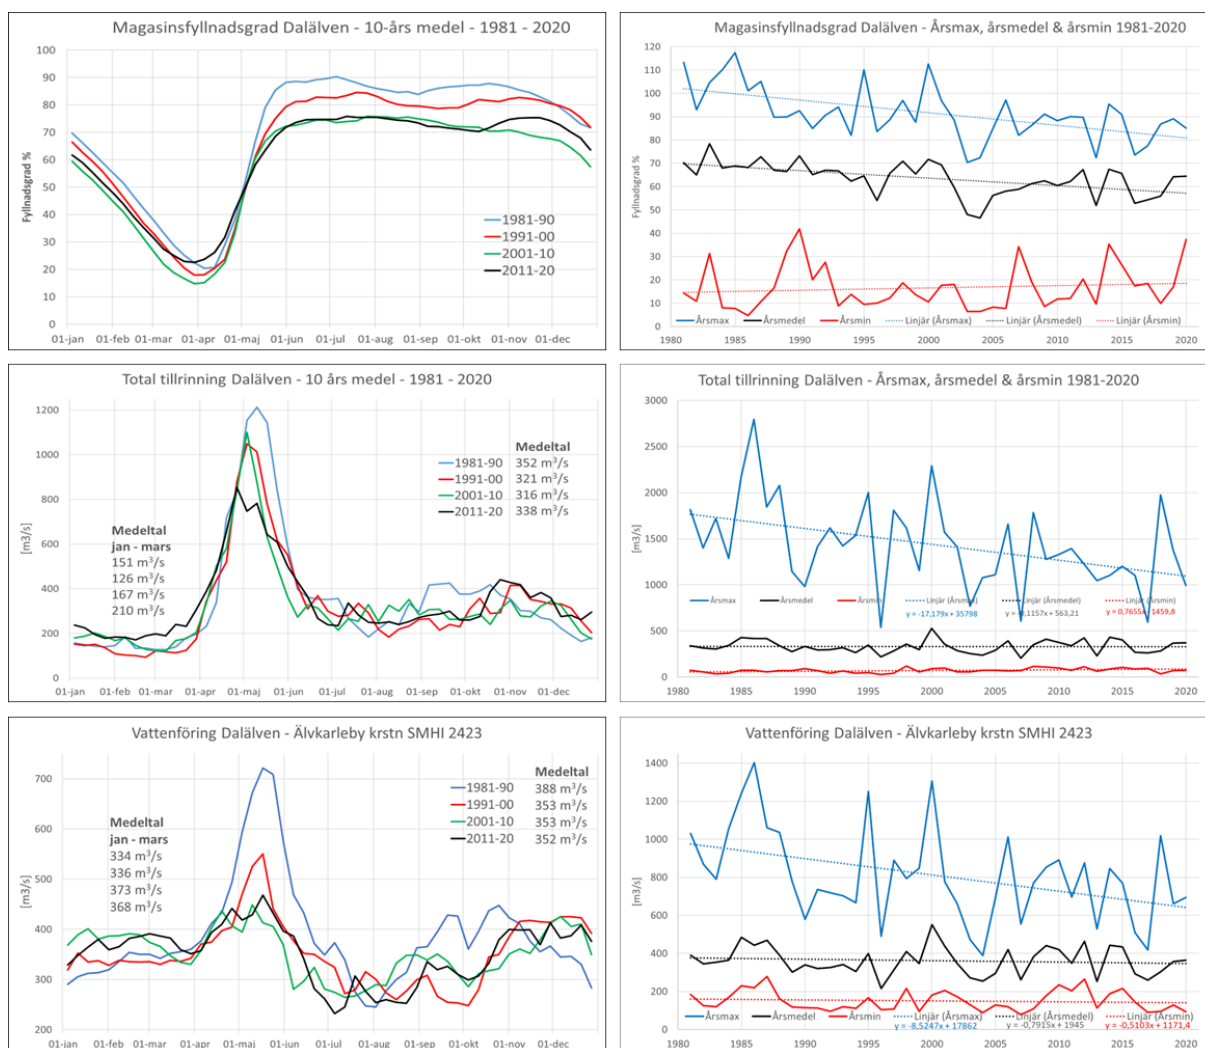 Magasinsfyllnadsgrad Dalälven - 10-års medel - 1981 - 2020
100
90
80
70
60
50
40
30
20
10
0
Fyllnadsgrad %
1981-90
1991-00
2001-10
2011-20
01-jan 01-feb 01-mar 01-apr 01-maj 01-jun 01-jul 01-aug 01-sep 01-okt 01-nov 01-dec
Magasinsfyllnadsgrad Dalälven - Årsmax, årsmedel & årsmin 1981-2020
120
110
100
90
80
70
60
50
40
30
20
10
0
Fyllnadsgrad %
Årsmax Årsmedel Årsmin Linjär (Årsmax) Linjär (Årsmedel) Linjär (Årsmin)
1980 1985 1990 1995 2000 2005 2010 2015 2020
Total tillrinning Dalälven - 10 års medel - 1981 - 2020
1200
1000
800
600
400
200
0
[m3/s]
Medeltal
1981-90 352 m³/s
1991-00 321 m³/s
2001-10 316 m³/s
2011-20 338 m³/s
Medeltal
jan - mars
151 m³/s
126 m³/s
167 m³/s
210 m³/s
01-jan 01-feb 01-mar 01-apr 01-maj 01-jun 01-jul 01-aug 01-sep 01-okt 01-nov 01-dec
Total tillrinning Dalälven - Årsmax, årsmedel & årsmin 1981-2020
3000
2500
2000
1500
1000
500
0
[m3/s]
Årsmax Årsmedel Årsmin Linjär (Årsmax) Linjär (Årsmedel) Linjär (Årsmin)
y = -17,179x + 35798 ,1157x + 563,21 y = 0,7655x 1459,8
1980 1985 1990 1995 2000 2005 2010 2015 2020
Vattenföring Dalälven - Älvkarleby krstn SMHI 2423
700
600
500
400
300
200
[m3/s]
Medeltal
1981-90 388 m³/s
1991-00 353 m³/s
2001-10 353 m³/s
2011-20 352 m³/s
Medeltal
jan - mars
334 m³/s
336 m³/s
373 m³/s
368 m³/s
01-jan 01-feb 01-mar 01-apr 01-maj 01-jun 01-jul 01-aug 01-sep 01-okt 01-nov 01-dec
Vattenföring Dalälven - Älvkarleby krstn SMHI 2423
1400
1200
1000
800
600
400
200
0
[m3/s]
Årsmax Årsmedel Årsmin Linjär (Årsmax) Linjär (Årsmedel) Linjär (Årsmin)
y = -8,5247x + 17862 y = -0,7915x + 1945 y = -0,5103x + 1171,4
1980 1985 1990 1995 2000 2005 2010 2015 2020